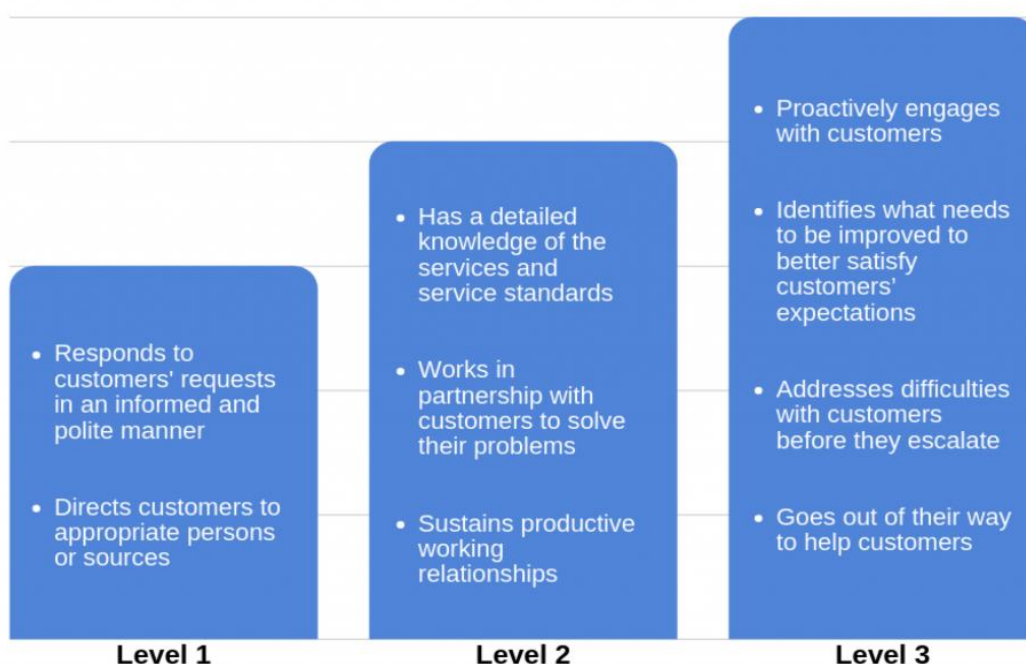 • Responds to
customers' requests
in an informed and
polite manner
• Directs customers to
appropriate persons
or sources
Level 1
• Has a detailed
knowledge of the
services and
service standards
• Works in
partnership with
customers to solve
their problems
• Sustains productive
working
relationships
Level 2
• Proactively engages
with customers
• Identifies what needs
to be improved to
better satisfy
customers’
expectations
• Addresses difficulties
with customers
before they escalate
• Goes out of their way
to help customers
Level 3